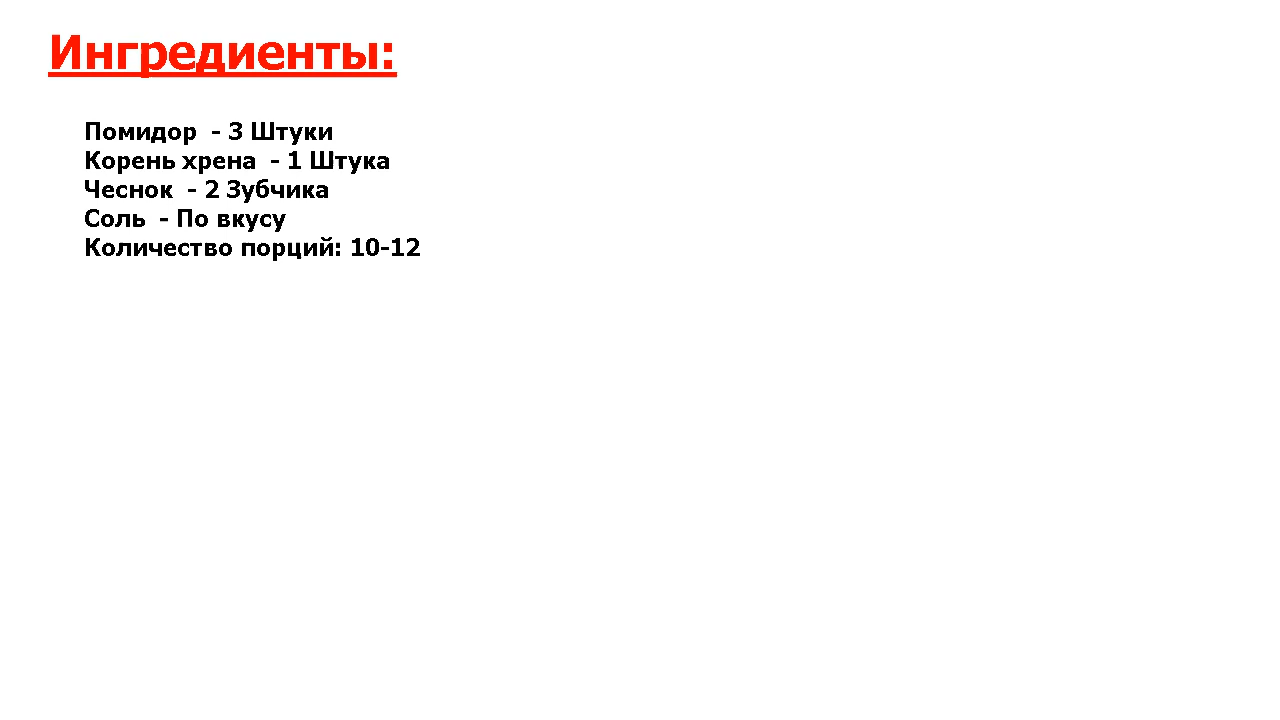 Ингредиенты:
Помидор  - 3 Штуки
Корень хрена  - 1 Штука
Чеснок  - 2 Зубчика
Соль  - По вкусу
Количество порций: 10-12